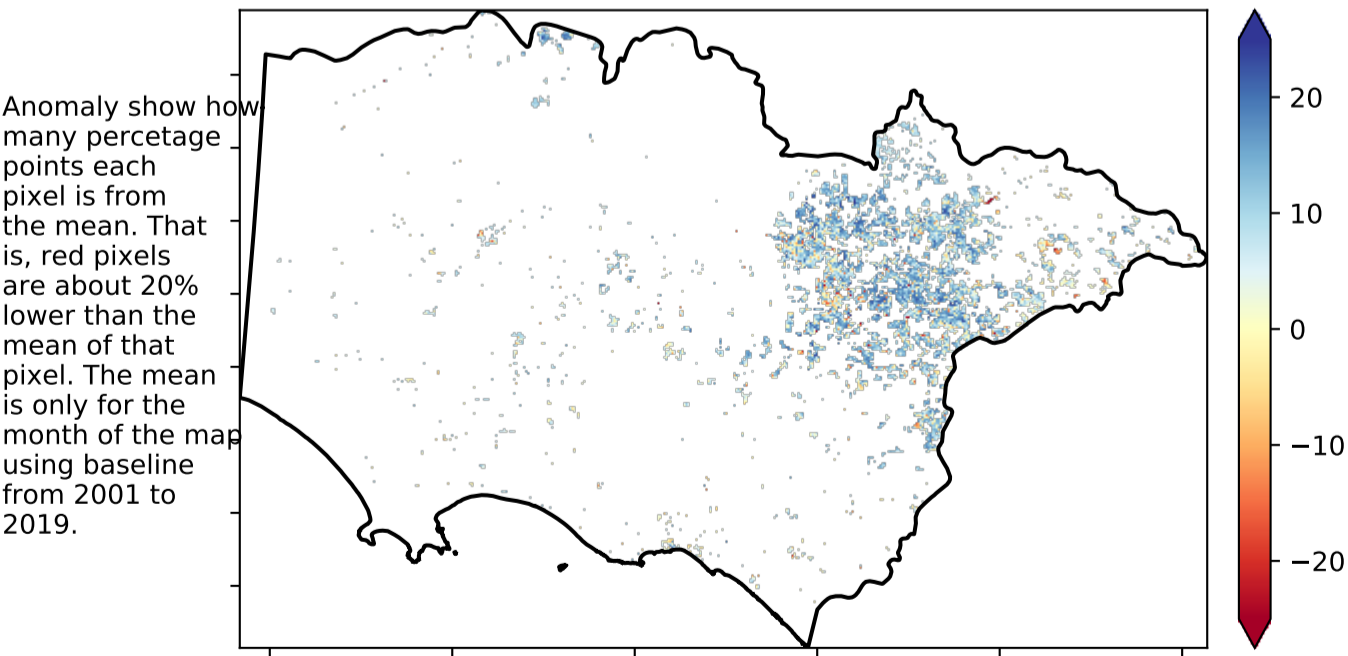 Anomaly show how
many percetage
points each
pixel is from
the mean. That
is, red pixels
are about 20%
lower than the
mean of that
pixel. The mean
is only for the
month of the map
using baseline
from 2001 to
2019.
20
10
0
−10
−20